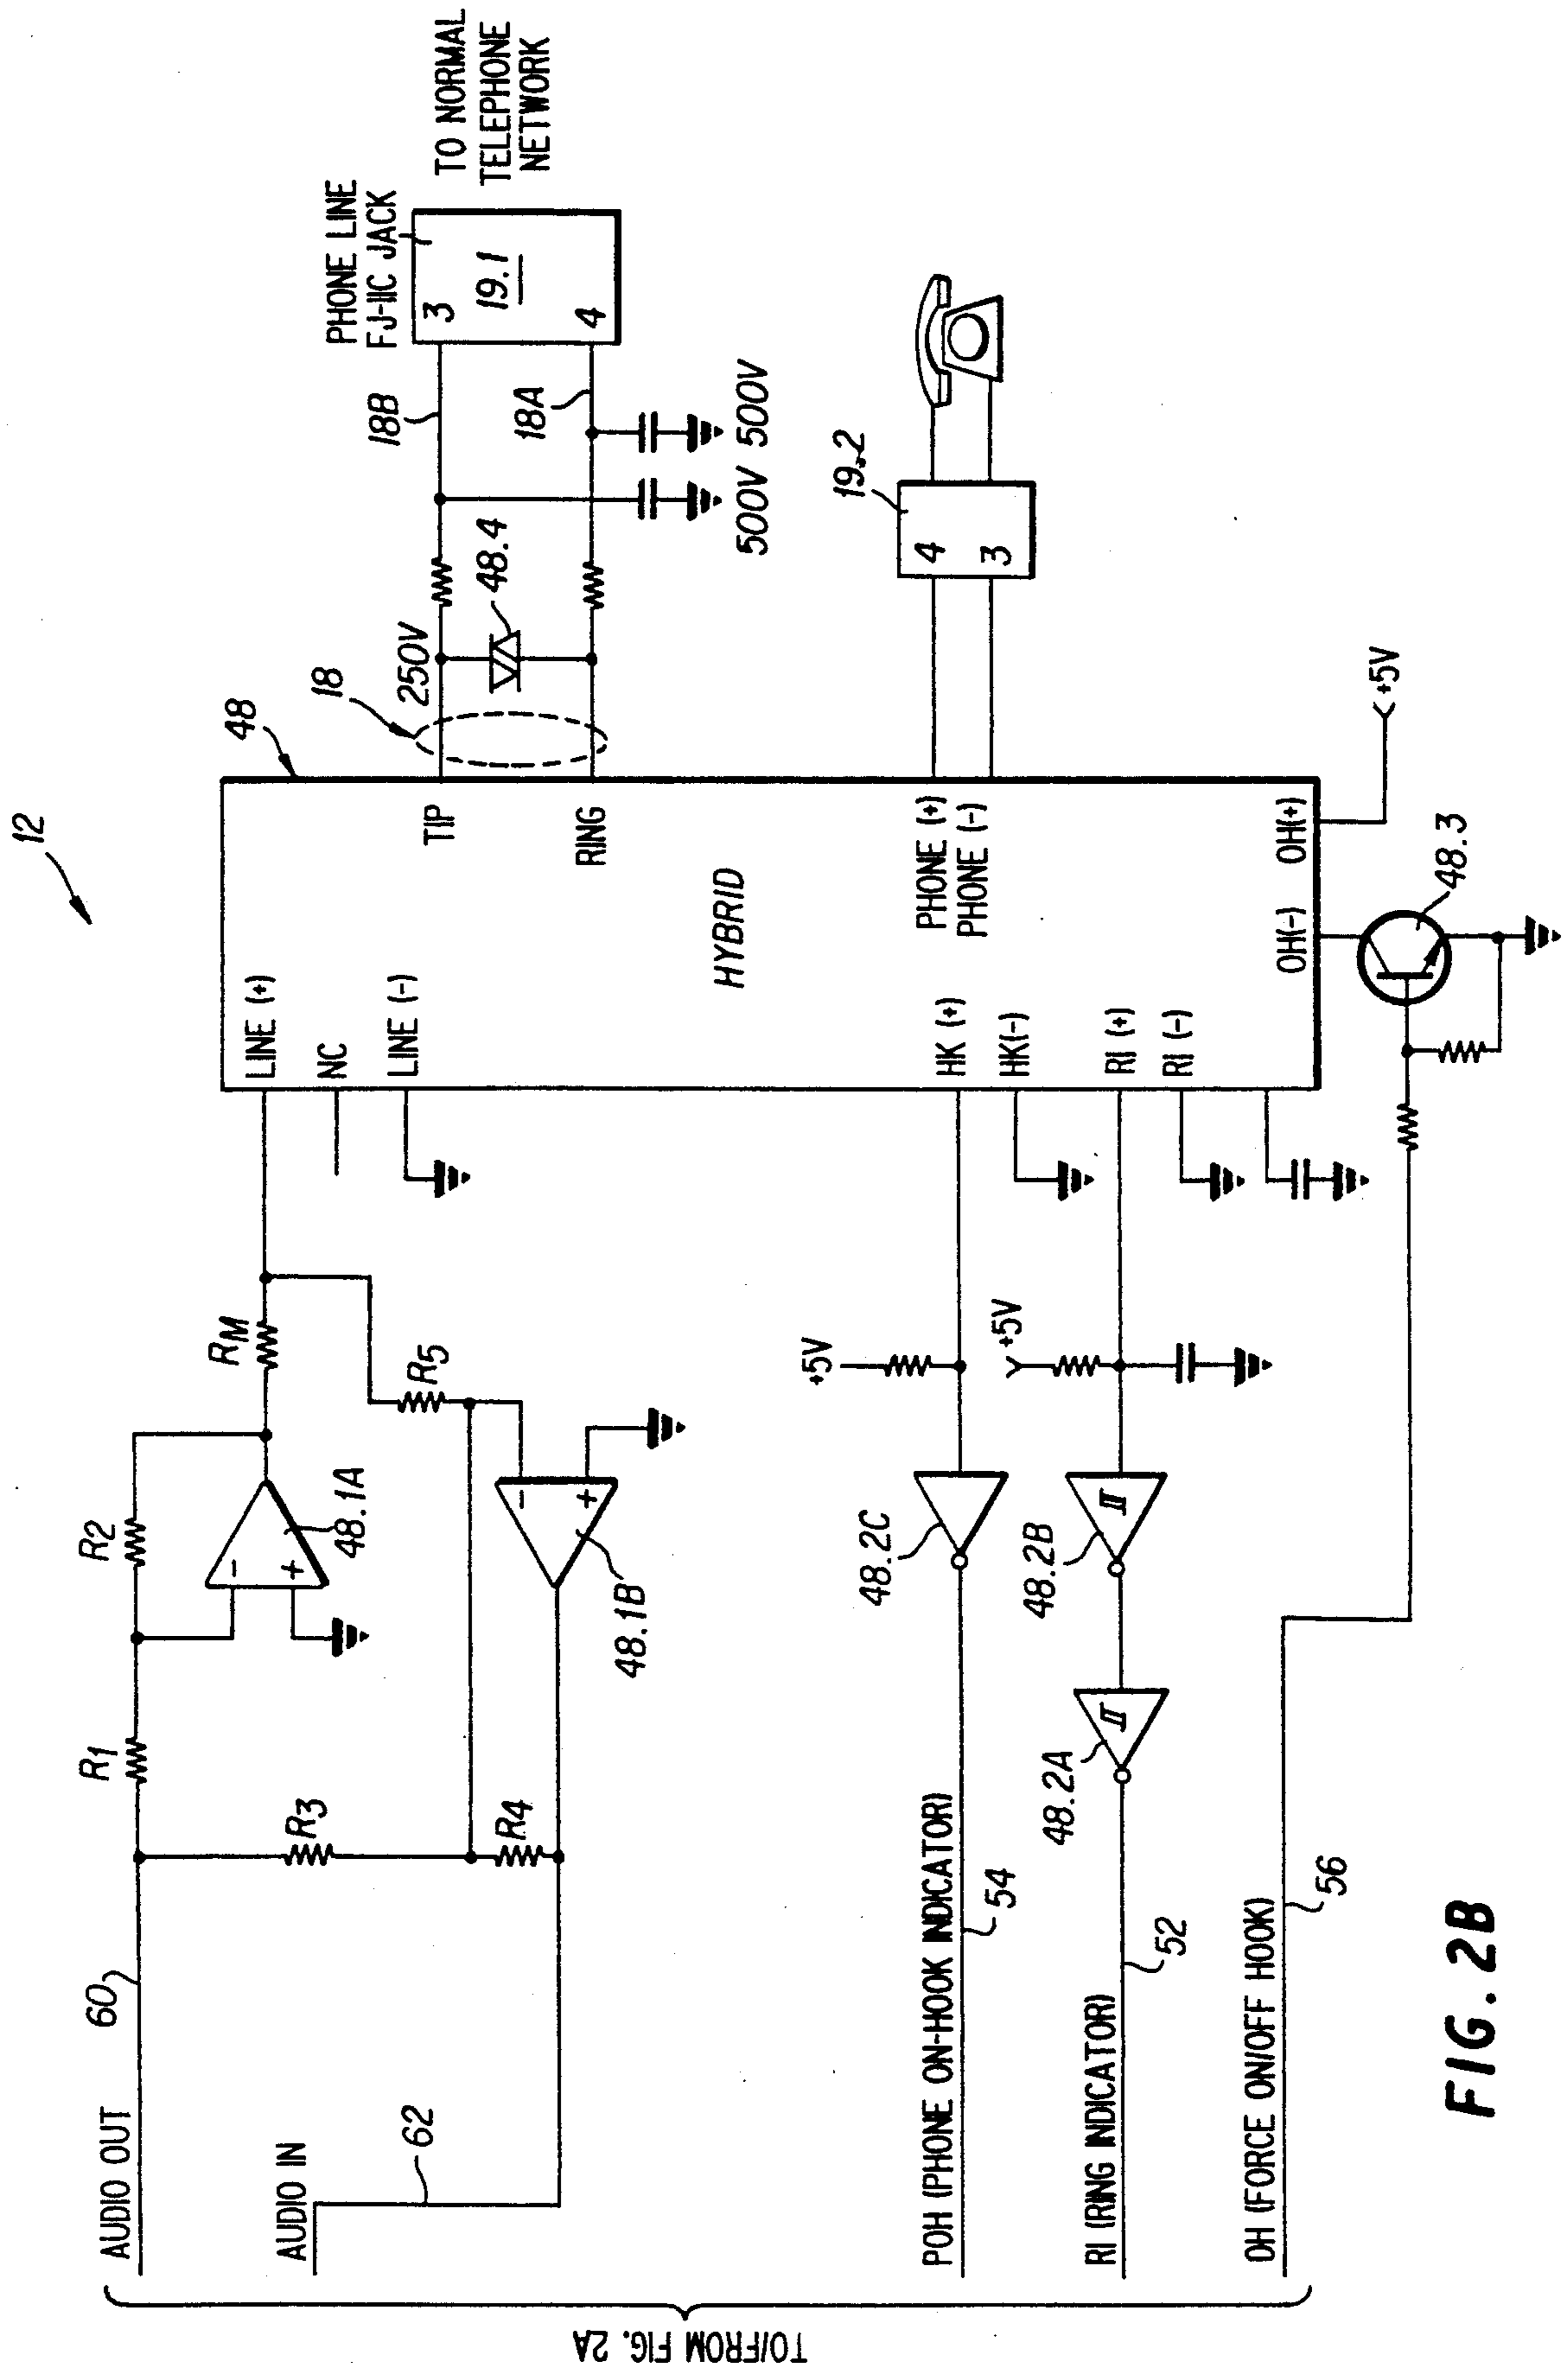 12
TO/FROM FIG. 2A
AUDIO OUT
60
R1
R2
48.1A
-
+
RM
R3
R4
R5
AUDIO IN
62
48.1B
-
+
LINE (+)
NC
LINE (-)
48
HYBRID
TIP
RING
18
250V
48.4
18B
18A
500V
500V
PHONE LINE
FJ-11C JACK
3
19.1
4
TO NORMAL
TELEPHONE
NETWORK
PHONE (+)
PHONE (-)
19.2
4
3
HK (+)
HK(-)
RI (+)
RI (-)
OH(-)
OH(+)
+5V
48.3
+5V
+5V
48.2C
48.2B
48.2A
POH (PHONE ON-HOOK INDICATOR)
54
RI (RING INDICATOR)
52
OH (FORCE ON/OFF HOOK)
56
FIG. 2B